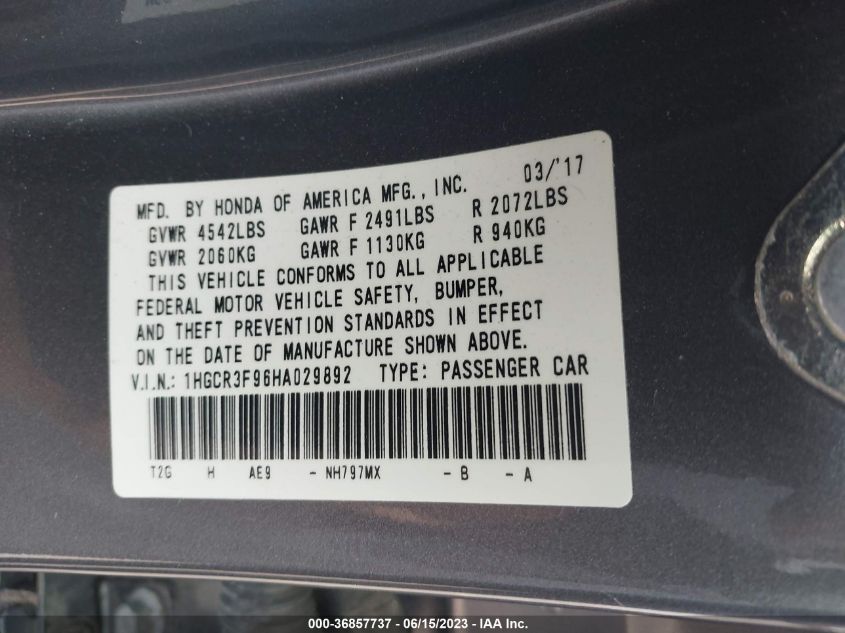 MFD. BY HONDA OF AMERICA MFG., INC. 03/'17
GVWR 4542LBS GAWR F 2491LBS R 2072LBS
GVWR 2060KG GAWR F 1130KG R 940KG
THIS VEHICLE CONFORMS TO ALL APPLICABLE
FEDERAL MOTOR VEHICLE SAFETY, BUMPER,
AND THEFT PREVENTION STANDARDS IN EFFECT
ON THE DATE OF MANUFACTURE SHOWN ABOVE.
V.I.N.: 1HGCR3F96HA029892 TYPE: PASSENGER CAR
T2G H AE9 - NH797MX - B - A
000-36857737 - 06/15/2023 - IAA Inc.